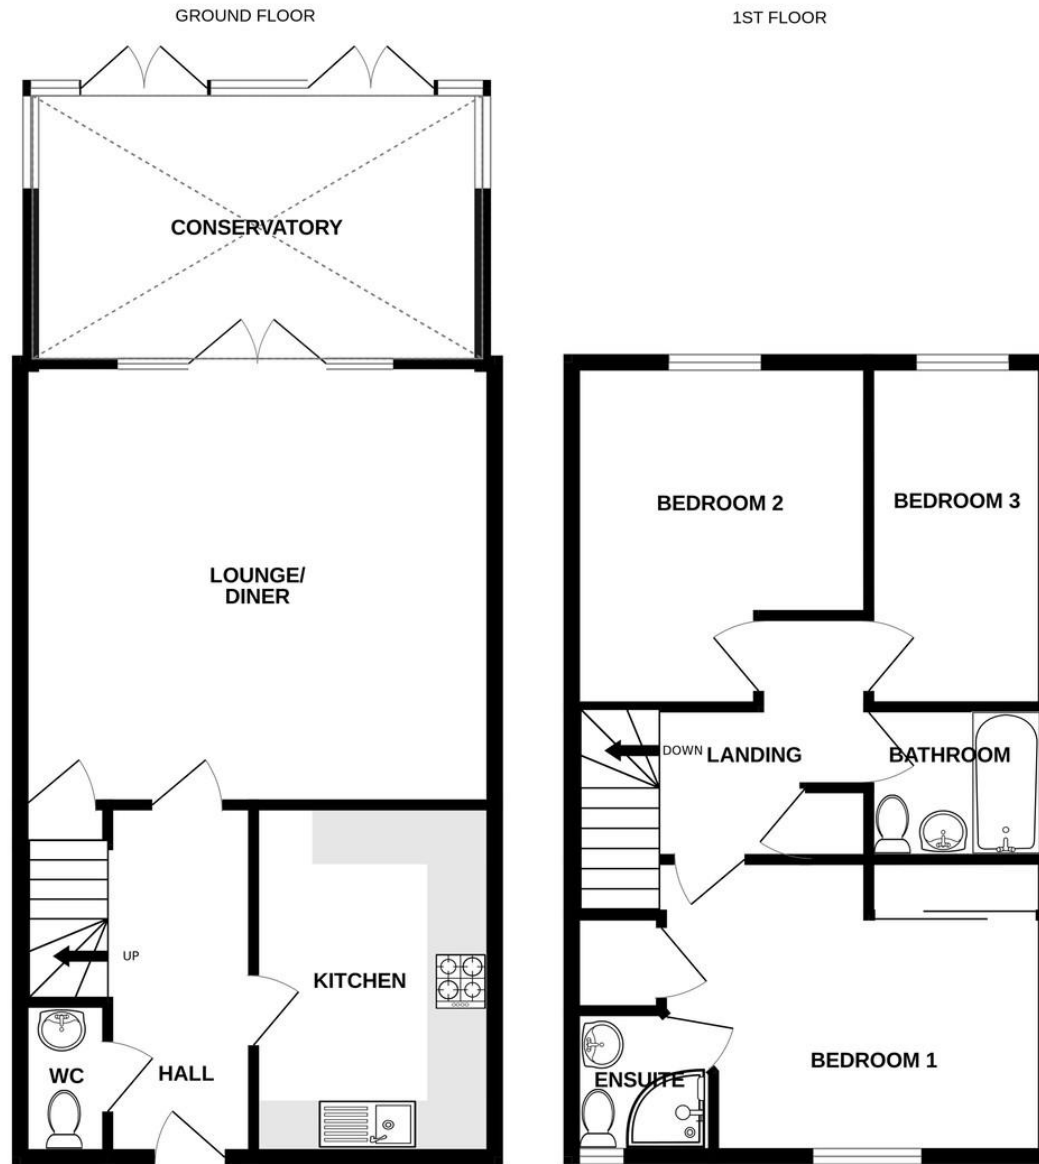 GROUND FLOOR
CONSERVATORY
LOUNGE/
DINER
UP
KITCHEN
WC
HALL
1ST FLOOR
BEDROOM 2
BEDROOM 3
DOWN
LANDING
BATHROOM
BEDROOM 1
ENSUITE